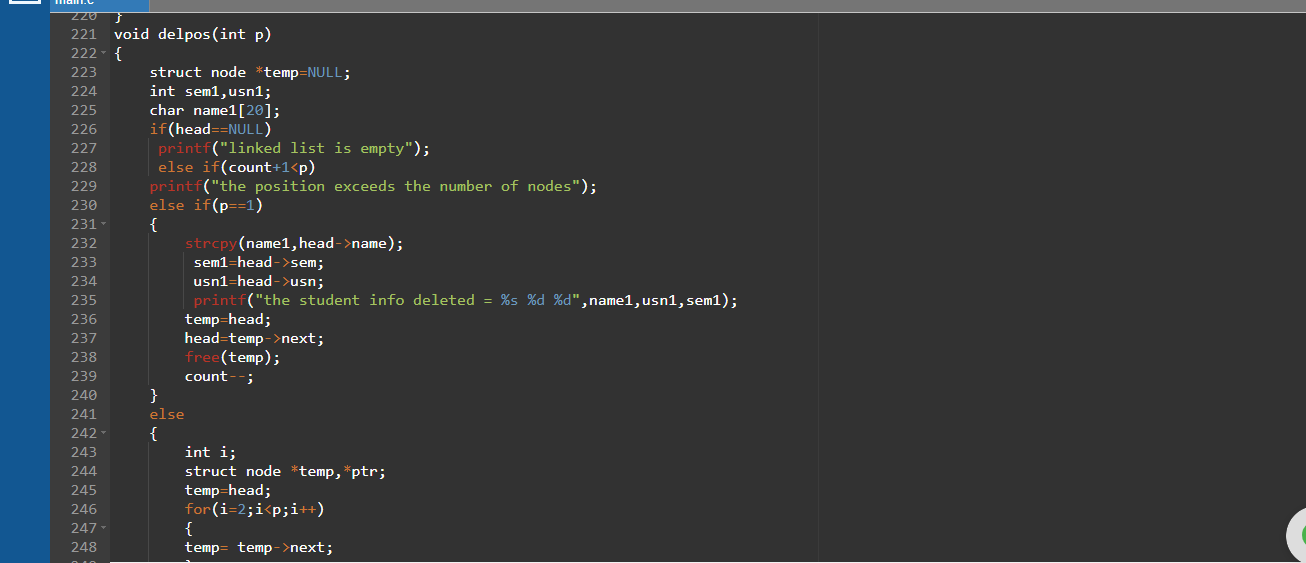 main.c
220 }
221 void delpos(int p)
222 {
223 struct node *temp=NULL;
224 int sem1,usn1;
225 char name1[20];
226 if(head==NULL)
227 printf("linked list is empty");
228 else if(count+1<p)
229 printf("the position exceeds the number of nodes");
230 else if(p==1)
231 {
232 strcpy(name1,head->name);
233 sem1=head->sem;
234 usn1=head->usn;
235 printf("the student info deleted = %s %d %d",name1,usn1,sem1);
236 temp=head;
237 head=temp->next;
238 free(temp);
239 count--;
240 }
241 else
242 {
243 int i;
244 struct node *temp,*ptr;
245 temp=head;
246 for(i=2;i<p;i++)
247 {
248 temp= temp->next;